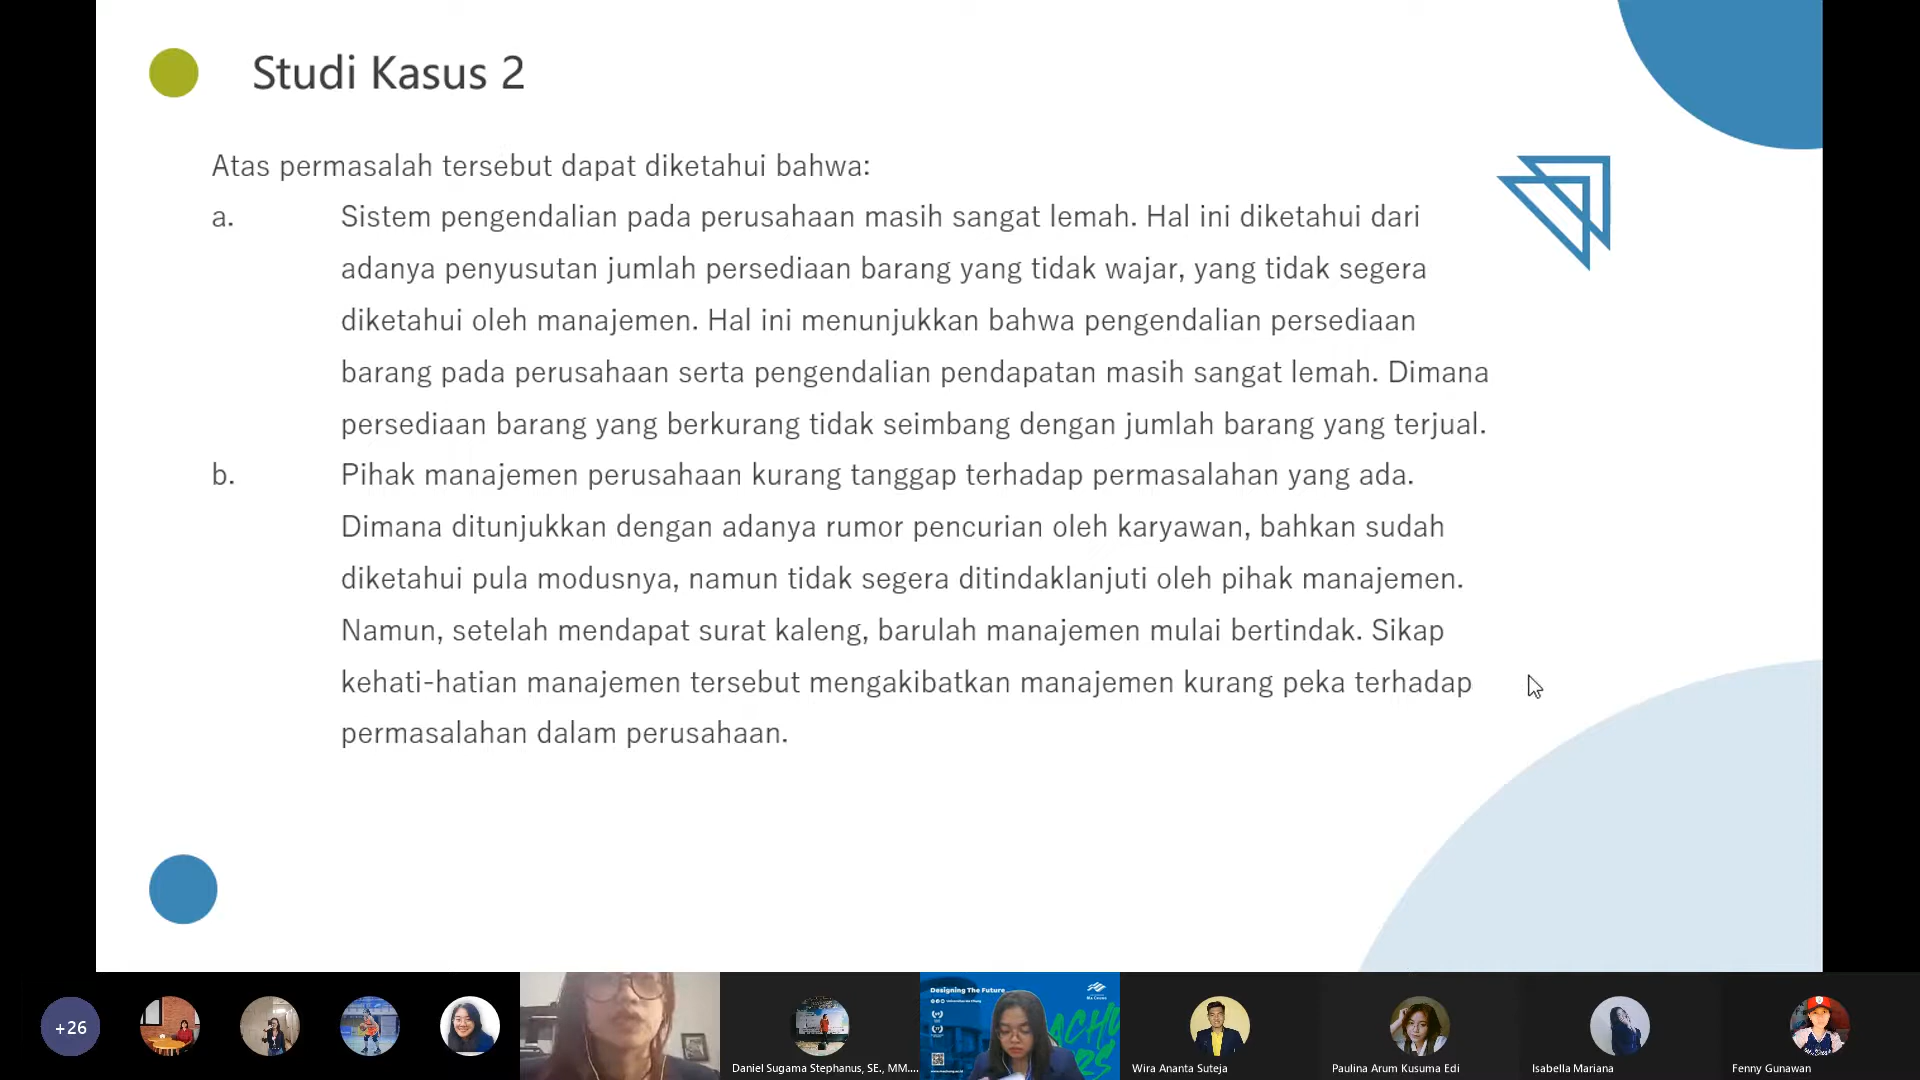 Studi Kasus 2
Atas permasalah tersebut dapat diketahui bahwa:
a. Sistem pengendalian pada perusahaan masih sangat lemah. Hal ini diketahui dari
adanya penyusutan jumlah persediaan barang yang tidak wajar, yang tidak segera
diketahui oleh manajemen. Hal ini menunjukkan bahwa pengendalian persediaan
barang pada perusahaan serta pengendalian pendapatan masih sangat lemah. Dimana
persediaan barang yang berkurang tidak seimbang dengan jumlah barang yang terjual.
b. Pihak manajemen perusahaan kurang tanggap terhadap permasalahan yang ada.
Dimana ditunjukkan dengan adanya rumor pencurian oleh karyawan, bahkan sudah
diketahui pula modusnya, namun tidak segera ditindaklanjuti oleh pihak manajemen.
Namun, setelah mendapat surat kaleng, barulah manajemen mulai bertindak. Sikap
kehati-hatian manajemen tersebut mengakibatkan manajemen kurang peka terhadap
permasalahan dalam perusahaan.
+26
Designing The Future
Daniel Sugama Stephanus, SE., MM....
Wira Ananta Suteja
Paulina Arum Kusuma Edi
Isabella Mariana
Fenny Gunawan